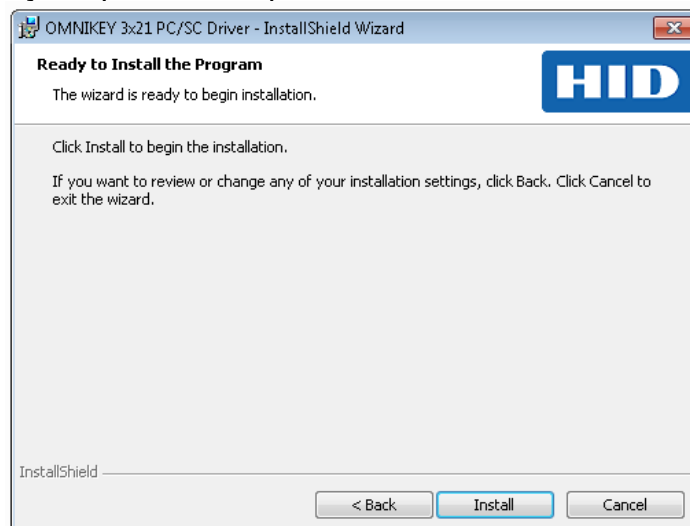 OMNIKEY 3x21 PC/SC Driver - InstallShield Wizard
Ready to Install the Program
The wizard is ready to begin installation.
HID
Click Install to begin the installation.
If you want to review or change any of your installation settings, click Back. Click Cancel to
exit the wizard.
InstallShield
< Back
Install
Cancel